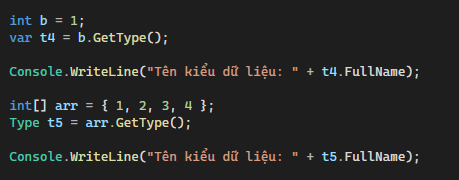 int b = 1;
var t4 = b.GetType();
Console.WriteLine("Tên kiểu dữ liệu: " + t4.FullName);
int[] arr = { 1, 2, 3, 4 };
Type t5 = arr.GetType();
Console.WriteLine("Tên kiểu dữ liệu: " + t5.FullName);